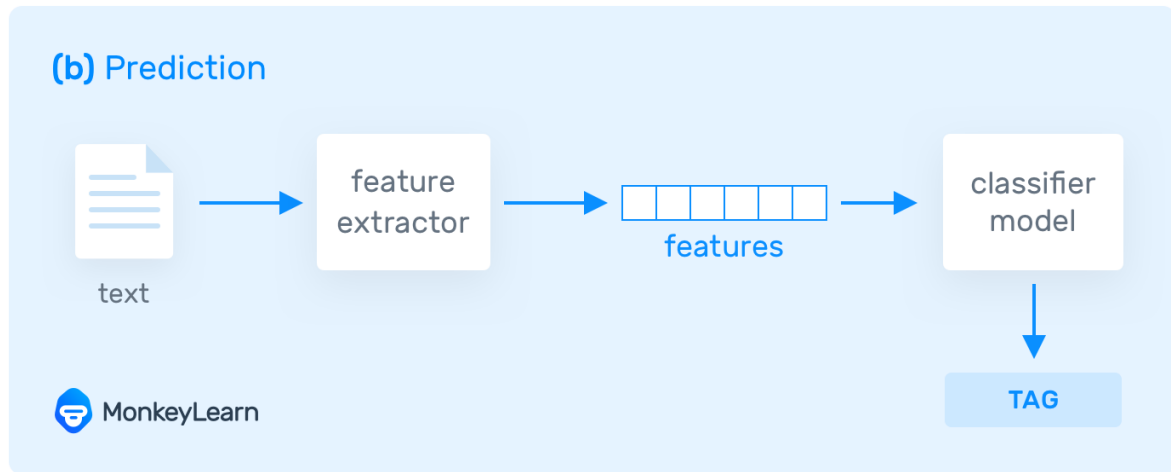 (b) Prediction
feature
extractor
classifier
model
features
text
TAG
MonkeyLearn